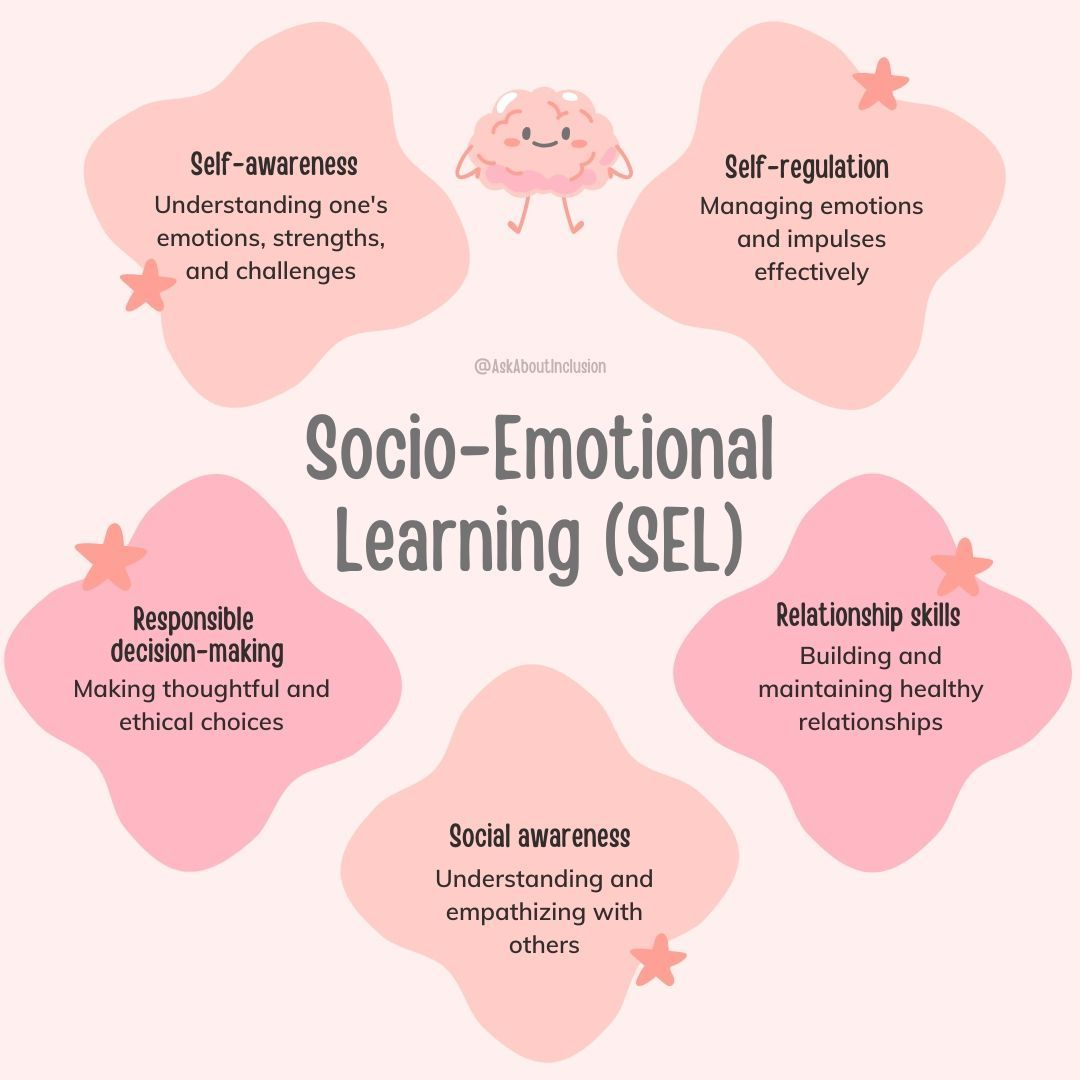 Self-awareness
Understanding one's
emotions, strengths,
and challenges
Self-regulation
Managing emotions
and impulses
effectively
@AskAboutInclusion
Socio-Emotional
Learning (SEL)
Responsible
decision-making
Making thoughtful and
ethical choices
Relationship skills
Building and
maintaining healthy
relationships
Social awareness
Understanding and
empathizing with
others